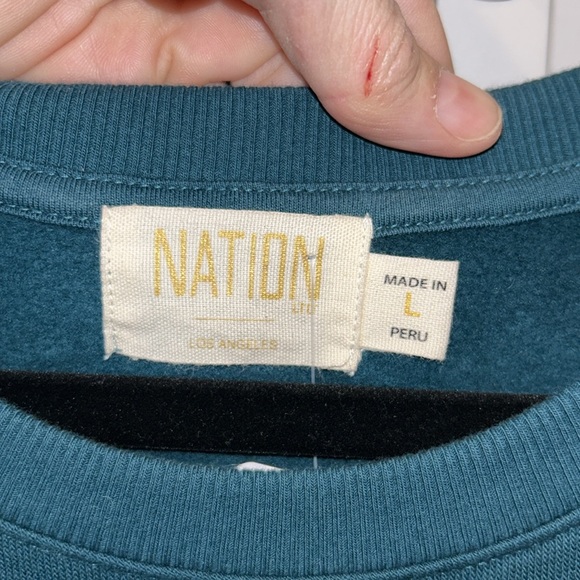 NATION
LTD
LOS ANGELES
MADE IN
L
PERU